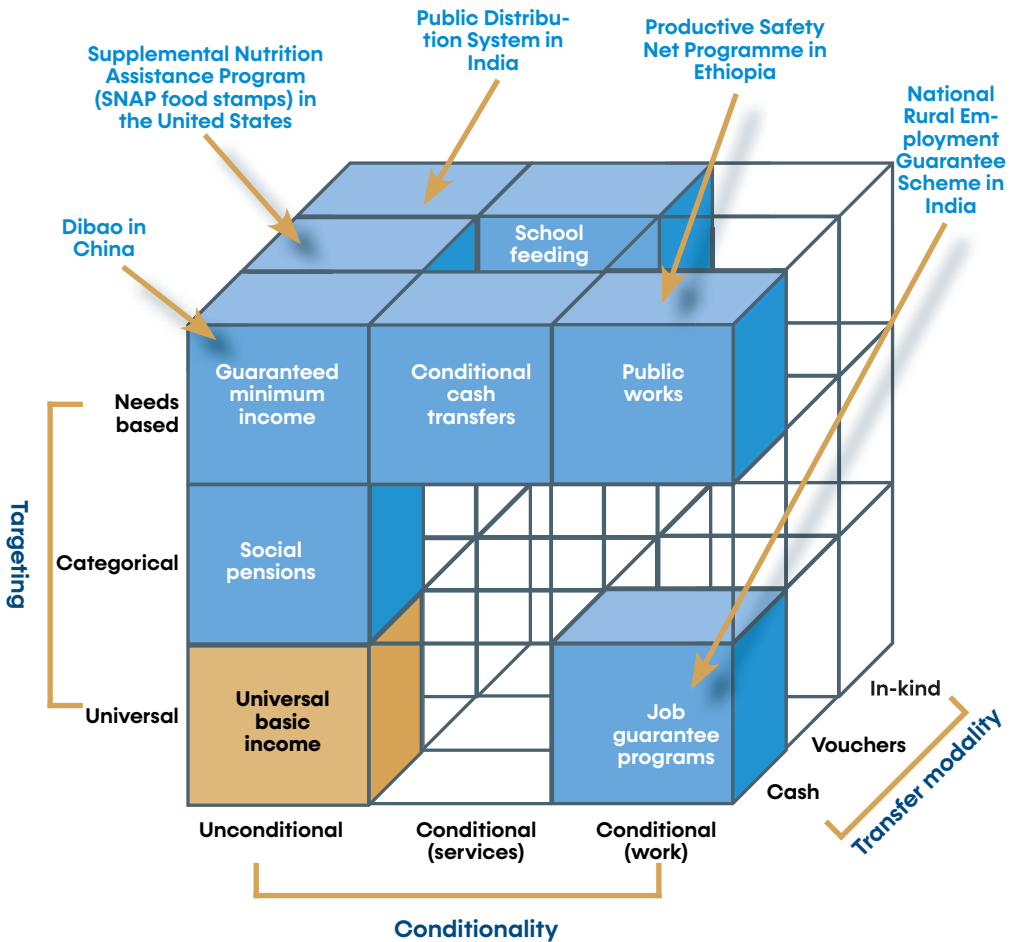 Public Distribu-
tion System in
India
Productive Safety
Net Programme in
Ethiopia
Supplemental Nutrition
Assistance Program
(SNAP food stamps) in
the United States
National
Rural Em-
ployment
Guarantee
Scheme in
India
Dibao in
China
School
feeding
Guaranteed
minimum
income
Conditional
cash
transfers
Public
works
Needs
based
Targeting
Categorical
Social
pensions
Universal
Universal
basic
income
Job
guarantee
programs
In-kind
Vouchers
Cash
Transfer modality
Unconditional
Conditional
(services)
Conditional
(work)
Conditionality